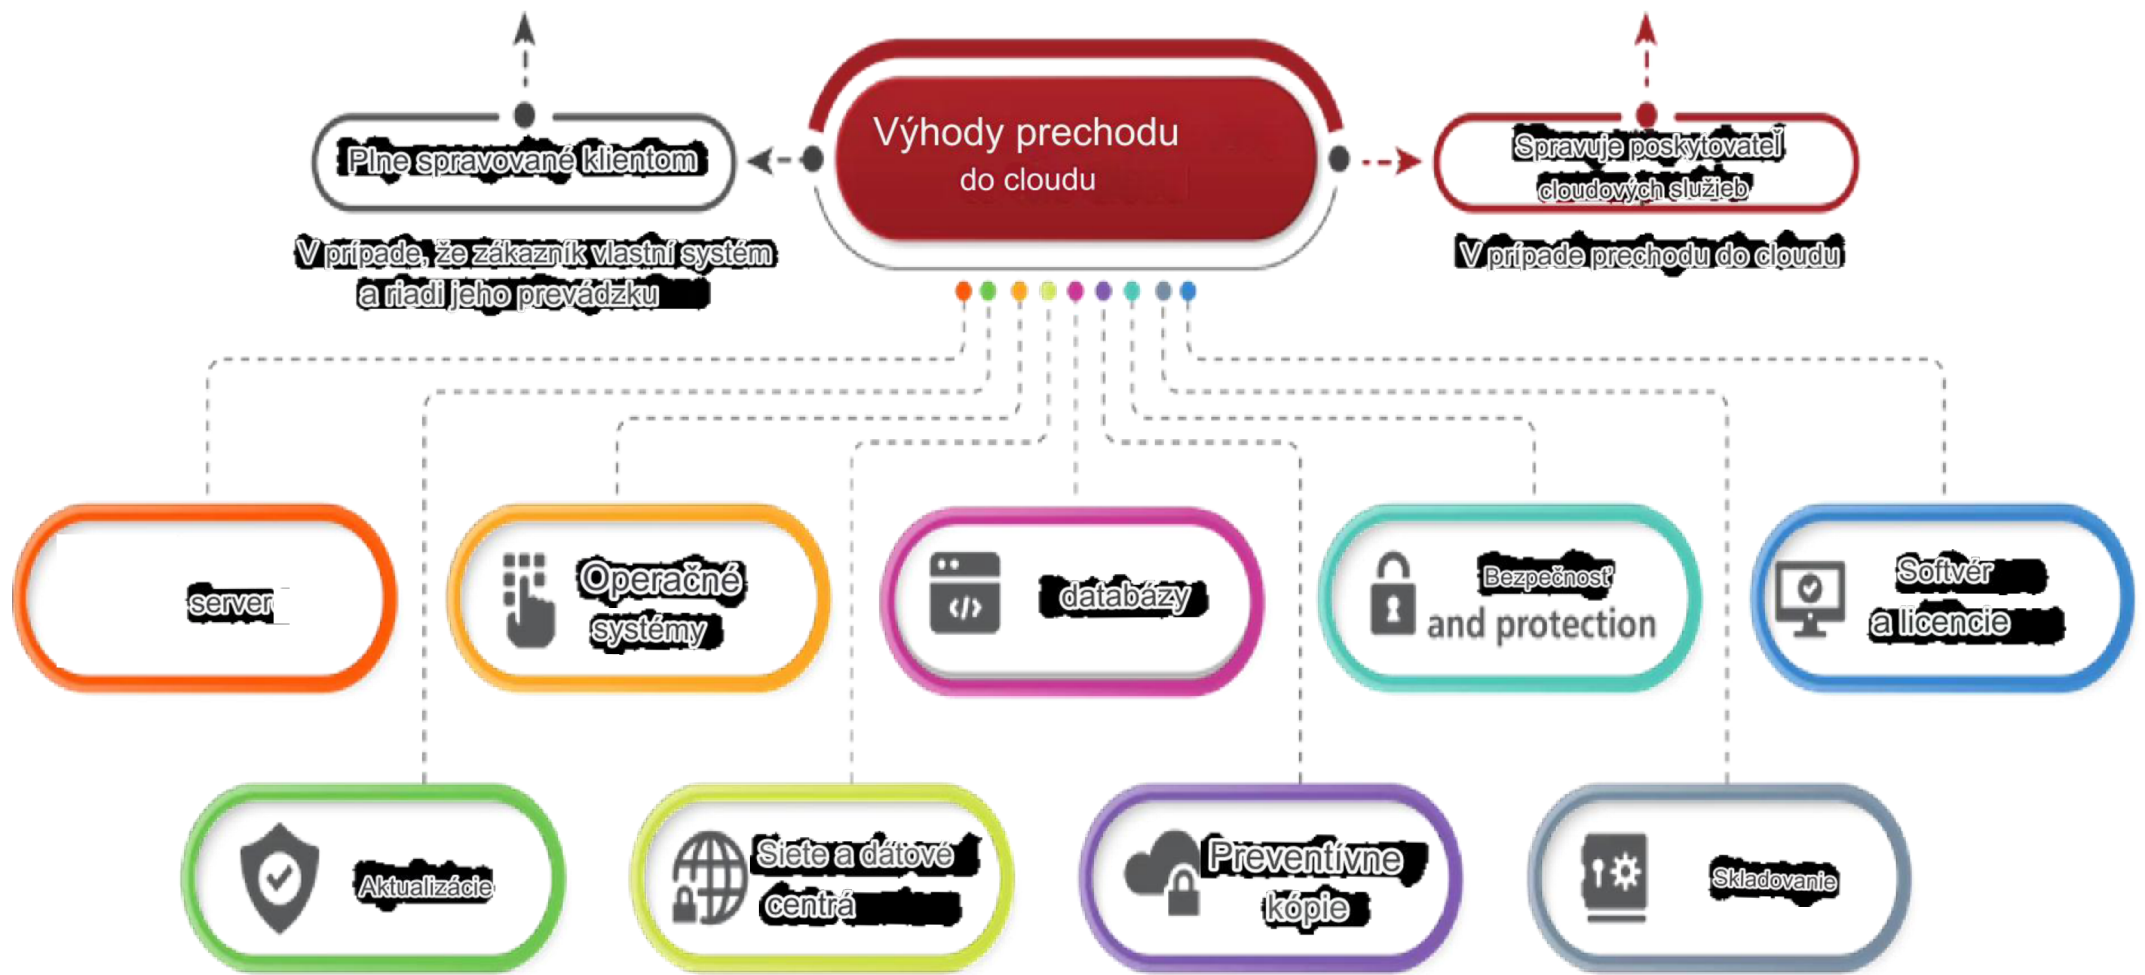 Výhody prechodu
do cloudu
Plne spravované klientom
V prípade, že zákazník vlastní systém
a riadi jeho prevádzku
Spravuje poskytovateľ
cloudových služieb
V prípade prechodu do cloudu
server
Operačné
systémy
databázy
Bezpečnosť
and protection
Softvér
a licencie
Aktualizácie
Siete a dátové
centrá
Preventívne
kópie
Skladovanie